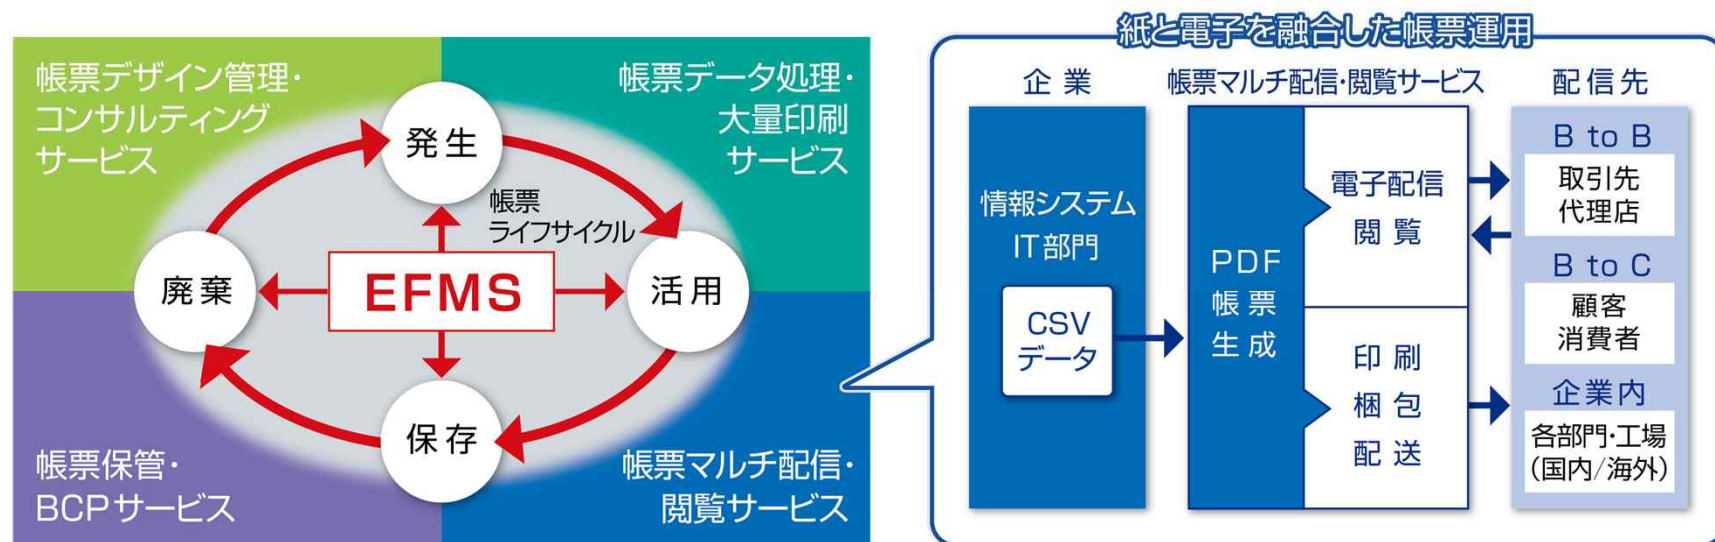 帳票デザイン管理・
コンサルティング
サービス
帳票データ処理・
大量印刷
サービス
発生
帳票
ライフサイクル
廃棄
EFMS
活用
保存
帳票保管・
BCPサービス
帳票マルチ配信・
閲覧サービス
紙と電子を融合した帳票運用
企業
情報システム
IT部門
CSV
データ
帳票マルチ配信・閲覧サービス
PDF
帳票
生成
電子配信
閲覧
印刷
梱包
配送
配信先
B to B
取引先
代理店
B to C
顧客
消費者
企業内
各部門・工場
(国内/海外)